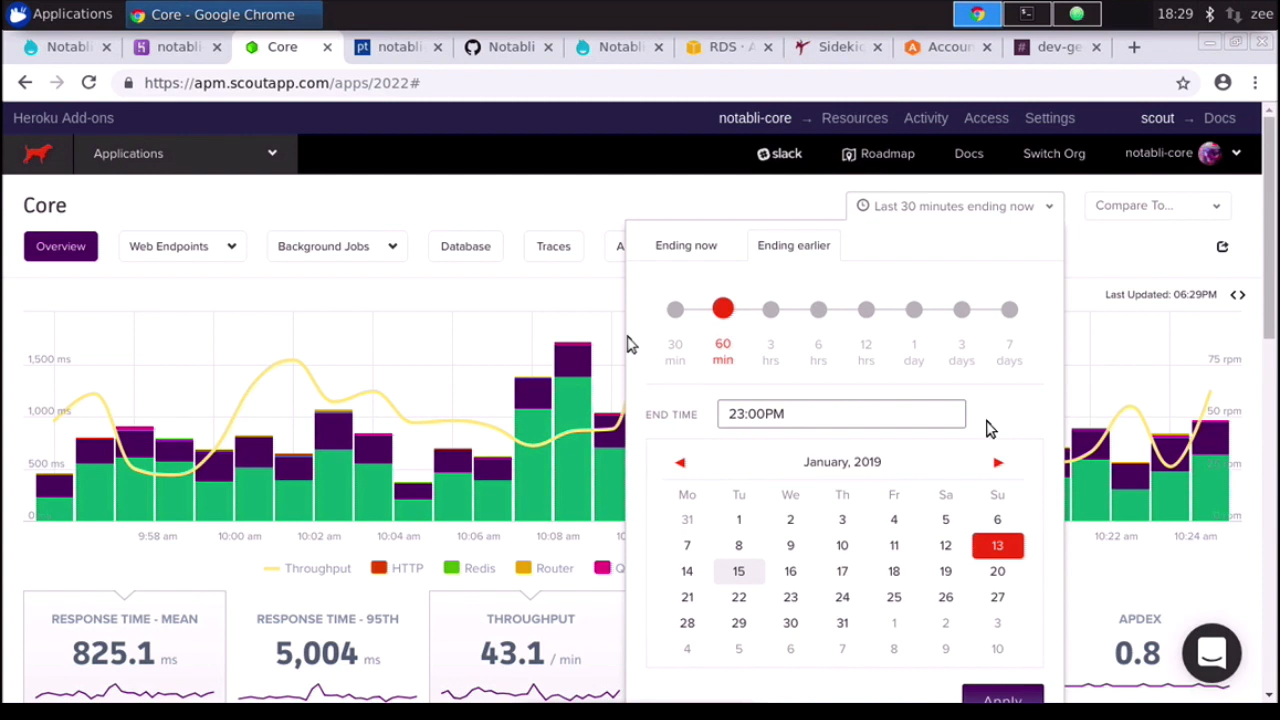 Applications
Core - Google Chrome
18:29
zee
Notabli
notabli
Core
notabli
Notabli
Notabli
RDS · A
Sidekiq
Accoun
dev-ge
https://apm.scoutapp.com/apps/2022#
Heroku Add-ons
notabli-core → Resources Activity Access Settings
scout → Docs
Applications
slack
Roadmap
Docs
Switch Org
notabli-core
Core
Last 30 minutes ending now
Compare To...
Overview
Web Endpoints
Background Jobs
Database
Traces
A
Ending now
Ending earlier
Last Updated: 06:29PM
30 min
60 min
3 hrs
6 hrs
12 hrs
1 day
3 days
7 days
1,500 ms
1,000 ms
500 ms
0
75 rpm
50 rpm
END TIME
23:00PM
January, 2019
Mo Tu We Th Fr Sa Su
31 1 2 3 4 5 6
7 8 9 10 11 12 13
14 15 16 17 18 19 20
21 22 23 24 25 26 27
28 29 30 31 1 2 3
4 5 6 7 8 9 10
Apply
9:58 am
10:00 am
10:02 am
10:04 am
10:06 am
10:08 am
10:22 am
10:24 am
Throughput
HTTP
Redis
Router
Q
RESPONSE TIME - MEAN
825.1 ms
RESPONSE TIME - 95TH
5,004 ms
THROUGHPUT
43.1 / min
APDEX
0.8